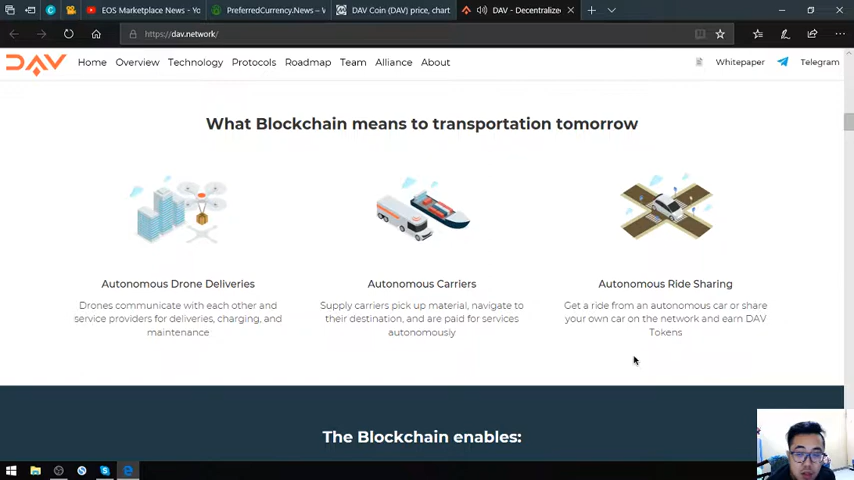 EOS Marketplace News - Yo
PreferredCurrency.News – V
DAV Coin (DAV) price, chart
DAV - Decentralize
https://dav.network/
DAV
Home
Overview
Technology
Protocols
Roadmap
Team
Alliance
About
Whitepaper
Telegram
What Blockchain means to transportation tomorrow
Autonomous Drone Deliveries
Drones communicate with each other and
service providers for deliveries, charging, and
maintenance
Autonomous Carriers
Supply carriers pick up material, navigate to
their destination, and are paid for services
autonomously
Autonomous Ride Sharing
Get a ride from an autonomous car or share
your own car on the network and earn DAV
Tokens
The Blockchain enables: